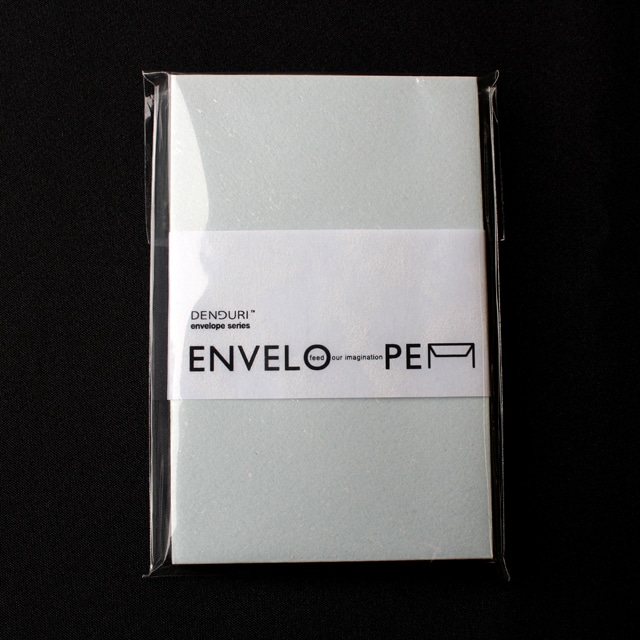 DENDURI™
envelope series
ENVELO feed our imagination PE